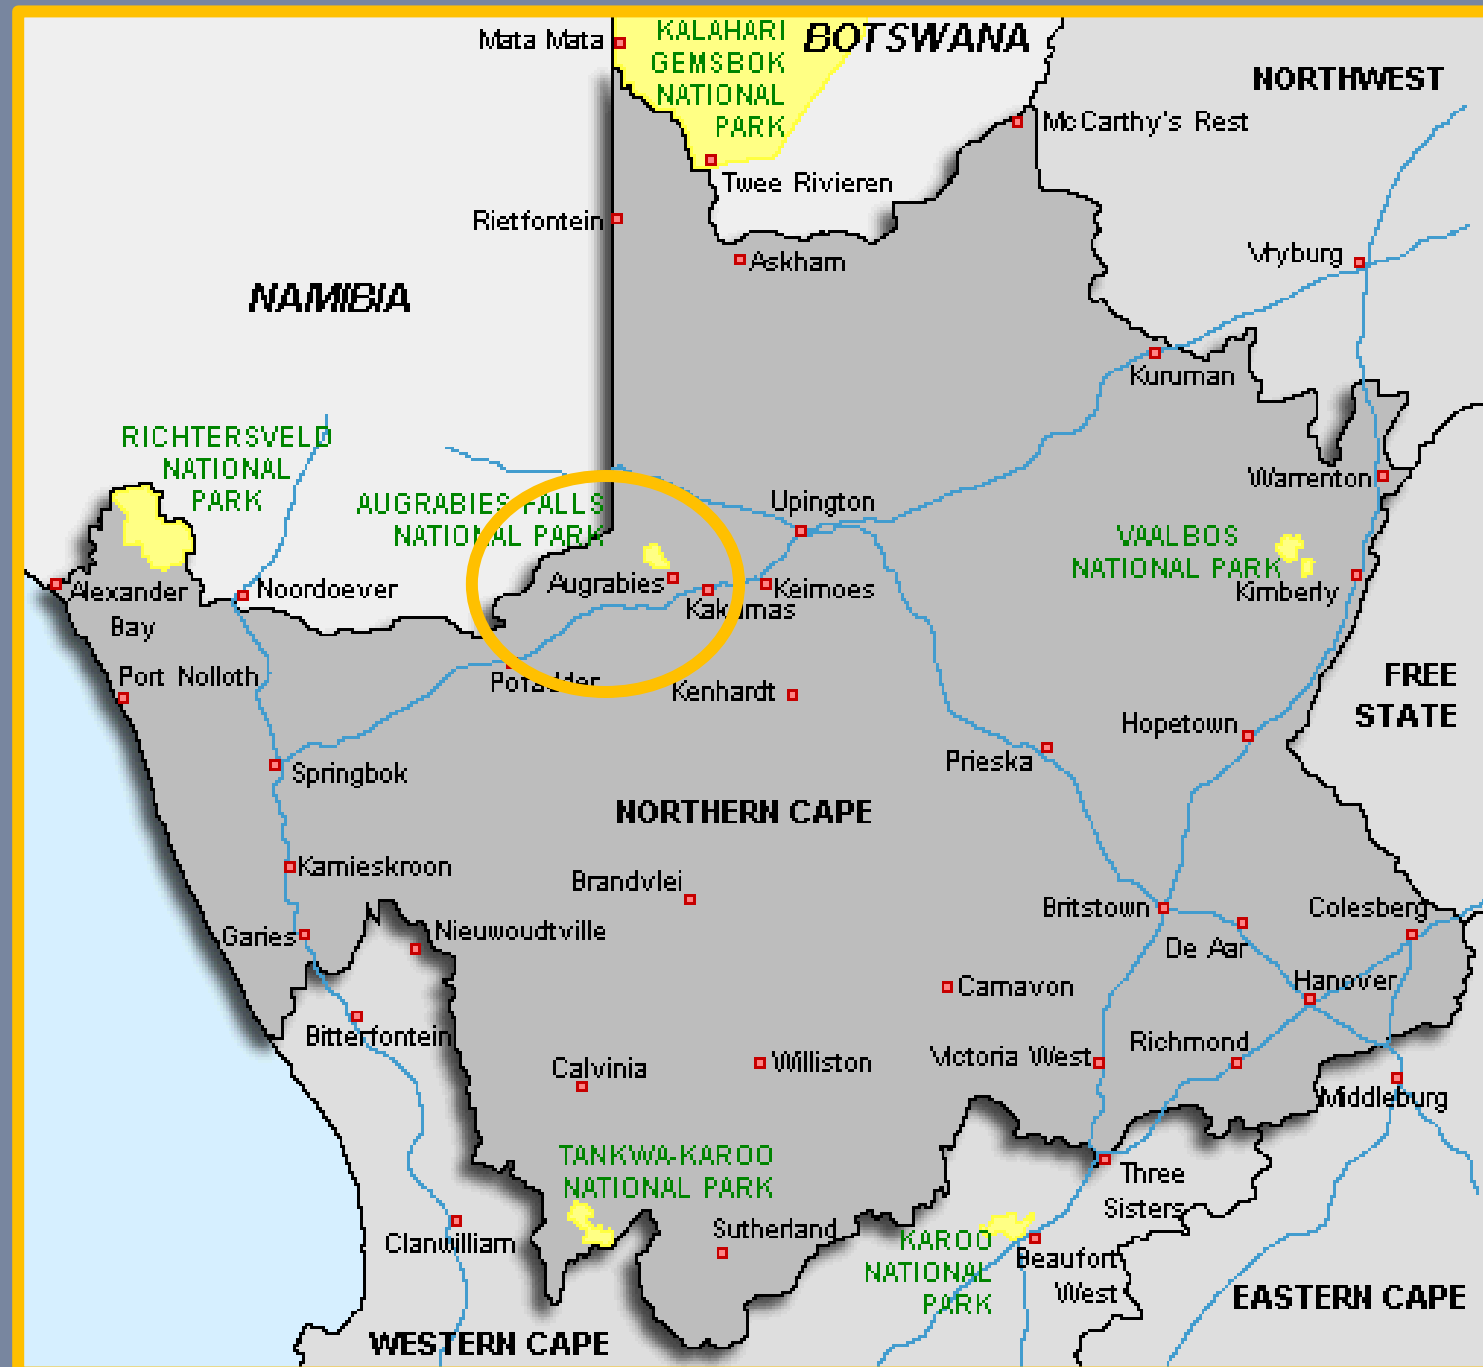 Mata Mata
KALAHARI
GEMSBOK
NATIONAL
PARK
BOTSWANA
NORTHWEST
McCarthy's Rest
Twee Rivieren
Rietfontein
Askham
Vryburg
NAMIBIA
Kuruman
RICHTERSVELD
NATIONAL
PARK
AUGRABIES FALLS
NATIONAL PARK
Upington
Warrenton
VAALBOS
NATIONAL PARK
Alexander
Bay
Noordoever
Augrabies
Kakamas
Keimoes
Kimberly
Port Nolloth
Pofadder
Kenhardt
FREE
STATE
Hopetown
Prieska
Springbok
NORTHERN CAPE
Kamieskroon
Brandvlei
Britstown
Colesberg
Garies
Nieuwoudtville
De Aar
Hanover
Carnavon
Bitterfontein
Calvinia
Williston
Victoria West
Richmond
Middleburg
TANKWA-KAROO
NATIONAL PARK
Three
Sisters
Sutherland
Clanwilliam
KAROO
NATIONAL
PARK
Beaufort
West
EASTERN CAPE
WESTERN CAPE